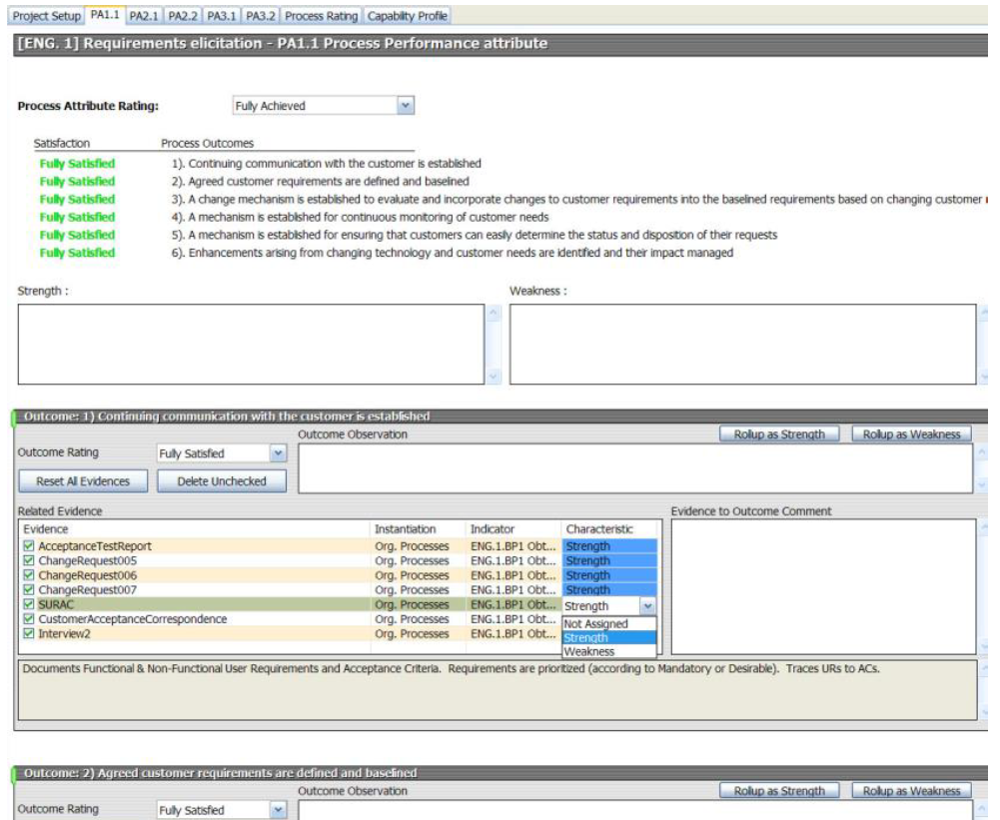 Project Setup PA1.1 PA2.1 PA2.2 PA3.1 PA3.2 Process Rating Capability Profile
[ENG. 1] Requirements elicitation - PA1.1 Process Performance attribute
Process Attribute Rating: Fully Achieved
Satisfaction Process Outcomes
Fully Satisfied 1). Continuing communication with the customer is established
Fully Satisfied 2). Agreed customer requirements are defined and baselined
Fully Satisfied 3). A change mechanism is established to evaluate and incorporate changes to customer requirements into the baselined requirements based on changing customer
Fully Satisfied 4). A mechanism is established for continuous monitoring of customer needs
Fully Satisfied 5). A mechanism is established for ensuring that customers can easily determine the status and disposition of their requests
Fully Satisfied 6). Enhancements arising from changing technology and customer needs are identified and their impact managed
Strength : Weakness :
Outcome: 1) Continuing communication with the customer is established
Outcome Observation Rollup as Strength Rollup as Weakness
Outcome Rating Fully Satisfied
Reset All Evidences Delete Unchecked
Related Evidence Evidence to Outcome Comment
Evidence Instantiation Indicator Characteristic
AcceptanceTestReport Org. Processes ENG.1.BP1 Obt... Strength
ChangeRequest005 Org. Processes ENG.1.BP1 Obt... Strength
ChangeRequest006 Org. Processes ENG.1.BP1 Obt... Strength
ChangeRequest007 Org. Processes ENG.1.BP1 Obt... Strength
SURAC Org. Processes ENG.1.BP1 Obt... Strength
CustomerAcceptanceCorrespondence Org. Processes ENG.1.BP1 Obt... Not Assigned
Interview2 Org. Processes ENG.1.BP1 Obt... Strength
Weakness
Documents Functional & Non-Functional User Requirements and Acceptance Criteria. Requirements are prioritized (according to Mandatory or Desirable). Traces URs to ACs.
Outcome: 2) Agreed customer requirements are defined and baselined
Outcome Observation Rollup as Strength Rollup as Weakness
Outcome Rating Fully Satisfied